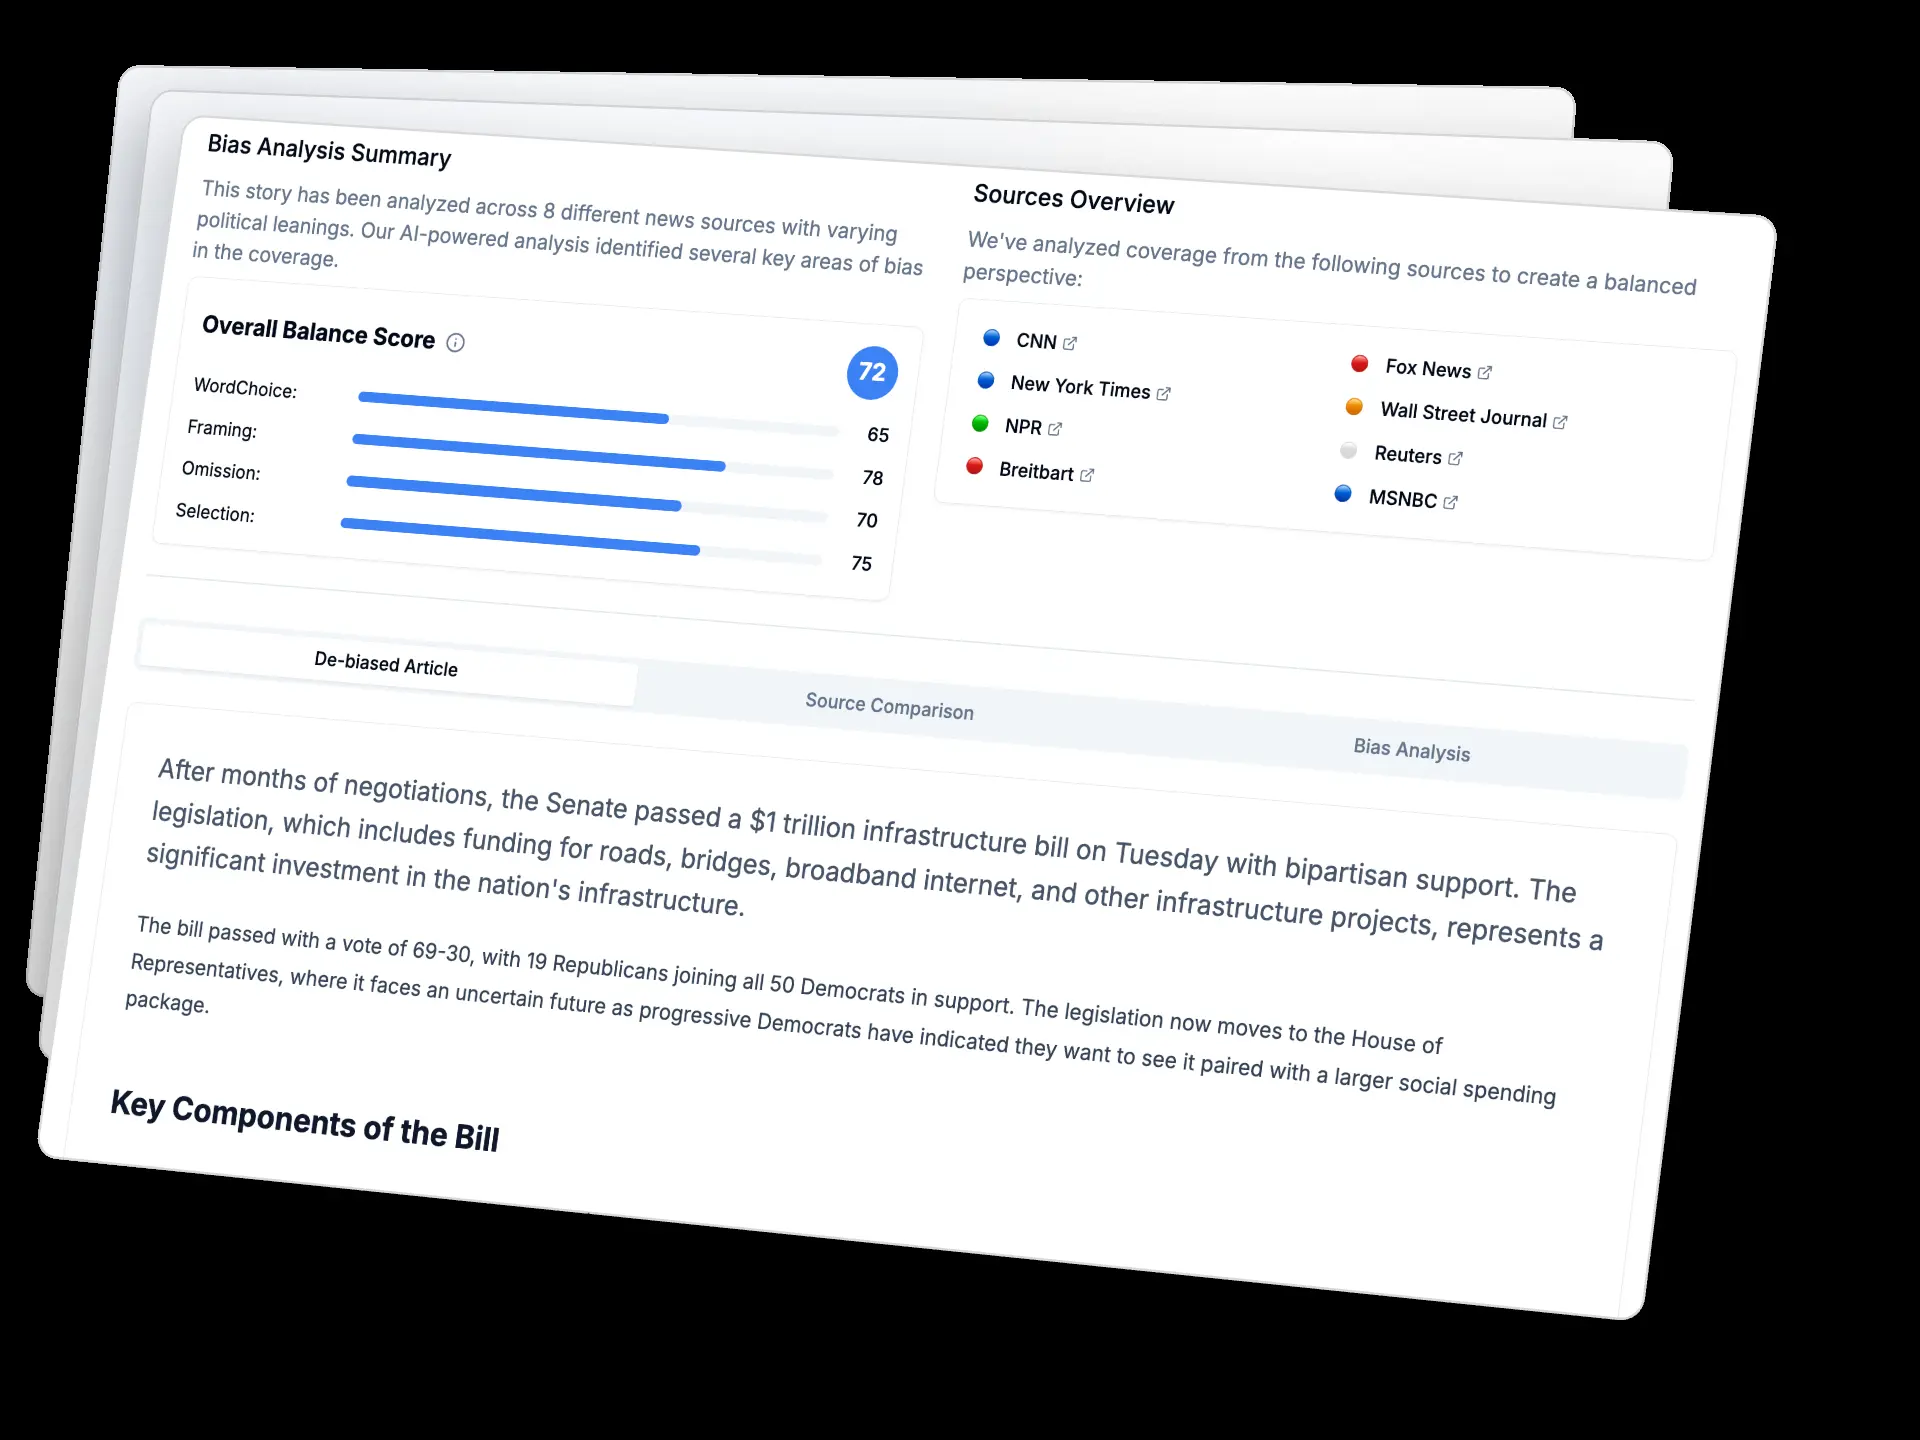 Bias Analysis Summary
This story has been analyzed across 8 different news sources with varying
political leanings. Our AI-powered analysis identified several key areas of bias
in the coverage.
Overall Balance Score
72
WordChoice:
65
Framing:
78
Omission:
70
Selection:
75
Sources Overview
We've analyzed coverage from the following sources to create a balanced
perspective:
CNN
New York Times
NPR
Breitbart
Fox News
Wall Street Journal
Reuters
MSNBC
De-biased Article
Source Comparison
Bias Analysis
After months of negotiations, the Senate passed a $1 trillion infrastructure bill on Tuesday with bipartisan support. The
legislation, which includes funding for roads, bridges, broadband internet, and other infrastructure projects, represents a
significant investment in the nation's infrastructure.
The bill passed with a vote of 69-30, with 19 Republicans joining all 50 Democrats in support. The legislation now moves to the House of
Representatives, where it faces an uncertain future as progressive Democrats have indicated they want to see it paired with a larger social spending
package.
Key Components of the Bill